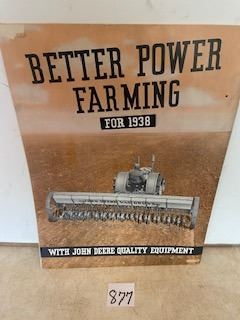 BETTER POWER
FARMING
FOR 1938
WITH JOHN DEERE QUALITY EQUIPMENT
877